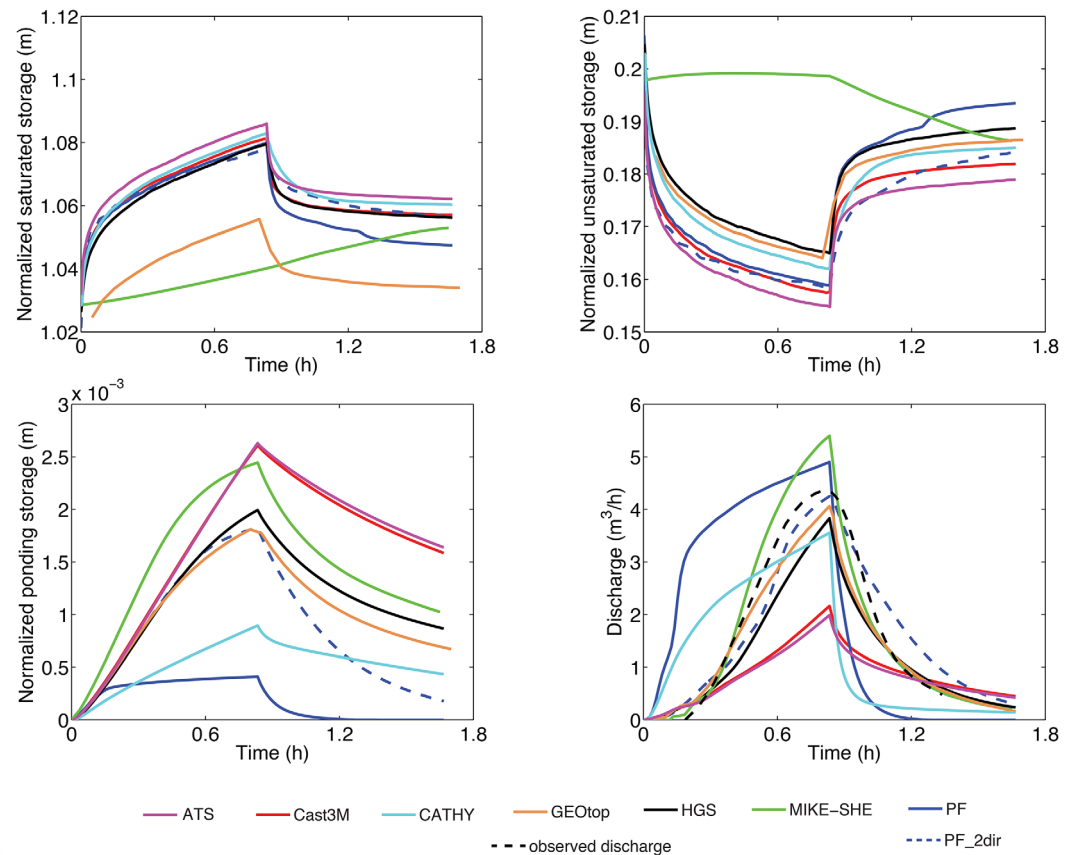 Normalized saturated storage (m)
1.12
1.1
1.08
1.06
1.04
1.02
0
0.6
1.2
1.8
Time (h)
Normalized unsaturated storage (m)
0.21
0.2
0.19
0.18
0.17
0.16
0.15
0
0.6
1.2
1.8
Time (h)
x 10⁻³
Normalized ponding storage (m)
3
2.5
2
1.5
1
0.5
0
0
0.6
1.2
1.8
Time (h)
Discharge (m³/h)
6
5
4
3
2
1
0
0
0.6
1.2
1.8
Time (h)
ATS
Cast3M
CATHY
GEOtop
HGS
MIKE−SHE
PF
observed discharge
PF_2dir